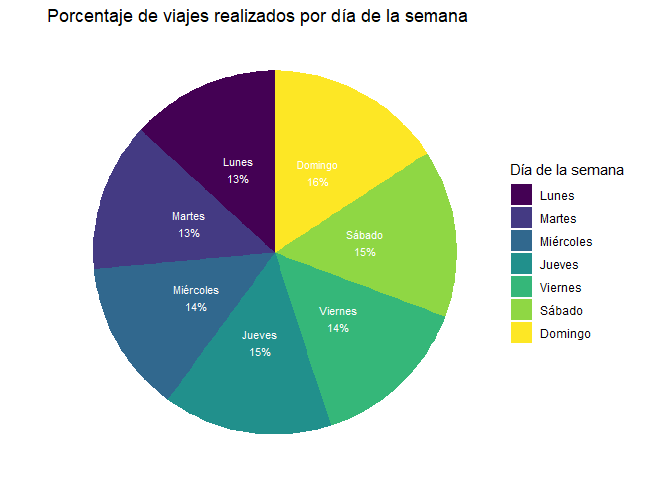 Porcentaje de viajes realizados por día de la semana
Lunes
13%
Domingo
16%
Martes
13%
Sábado
15%
Miércoles
14%
Viernes
14%
Jueves
15%
Día de la semana
Lunes
Martes
Miércoles
Jueves
Viernes
Sábado
Domingo